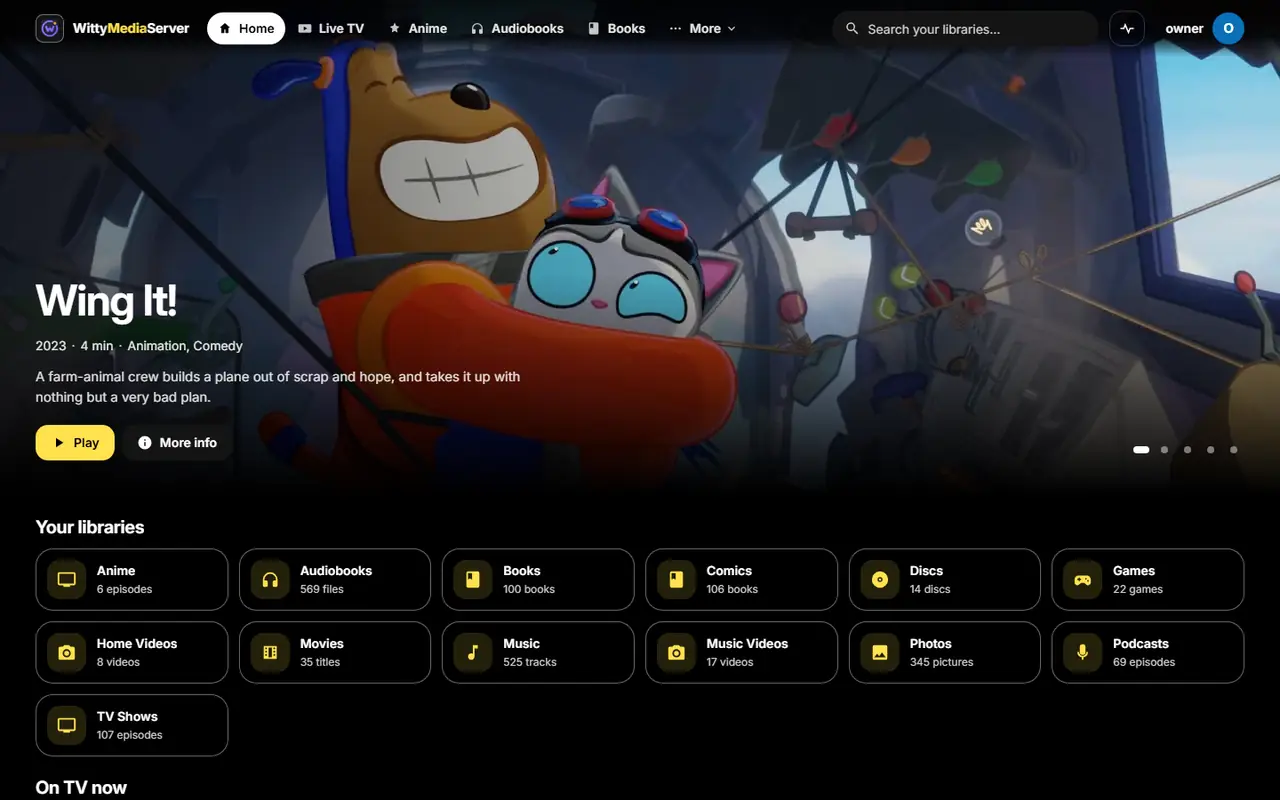 WittyMediaServer
Home
Live TV
Anime
Audiobooks
Books
More
Search your libraries...
owner
O
Wing It!
2023 · 4 min · Animation, Comedy
A farm-animal crew builds a plane out of scrap and hope, and takes it up with
nothing but a very bad plan.
Play
More info
Your libraries
Anime
6 episodes
Audiobooks
569 files
Books
100 books
Comics
106 books
Discs
14 discs
Games
22 games
Home Videos
8 videos
Movies
35 titles
Music
525 tracks
Music Videos
17 videos
Photos
345 pictures
Podcasts
69 episodes
TV Shows
107 episodes
On TV now